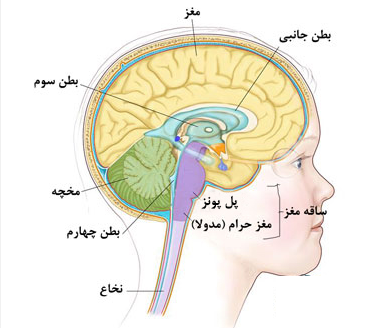 مغز
بطن جانبی
بطن سوم
مخچه
پل پونز
ساقه مغز
مغز حرام (مدولا)
بطن چهارم
نخاع